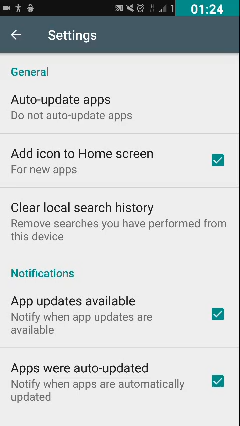 01:24
Settings
General
Auto-update apps
Do not auto-update apps
Add icon to Home screen
For new apps
Clear local search history
Remove searches you have performed from
this device
Notifications
App updates available
Notify when app updates are
available
Apps were auto-updated
Notify when apps are automatically
updated